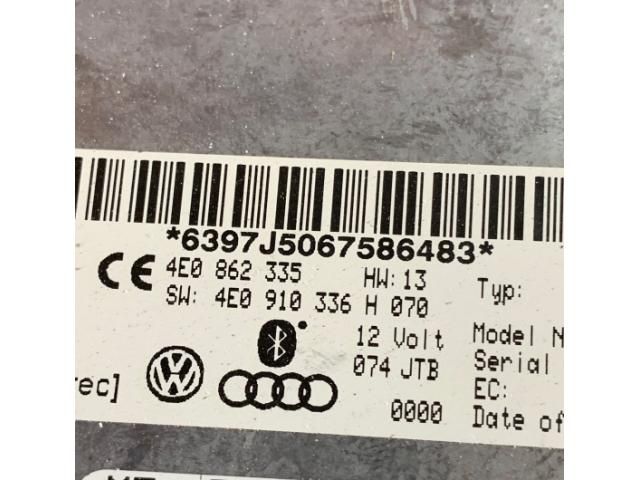 *6397J5067586483*
CE 4E0 862 335 HW: 13 Typ:
SW: 4E0 910 336 H 070
12 Volt Model N
074 JTB Serial
rec] EC:
0000 Date of